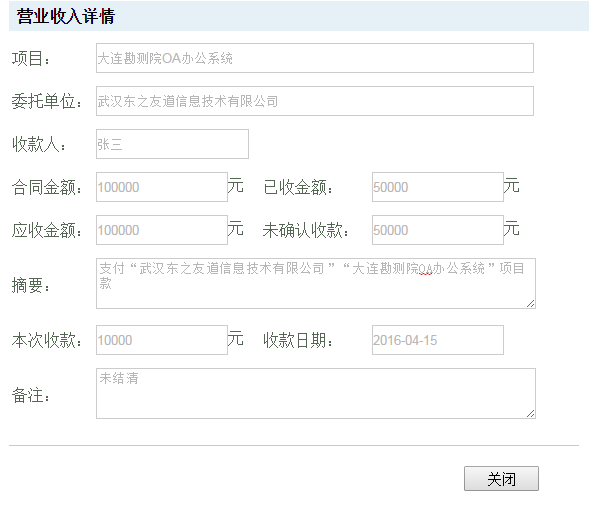 营业收入详情
项目： 大连勘测院OA办公系统
委托单位： 武汉东之友道信息技术有限公司
收款人： 张三
合同金额： 100000 元 已收金额： 50000 元
应收金额： 100000 元 未确认收款： 50000 元
摘要： 支付“武汉东之友道信息技术有限公司”“大连勘测院OA办公系统”项目
款
本次收款： 10000 元 收款日期： 2016-04-15
备注： 未结清
关闭